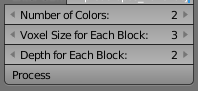 Number of Colors: 2
Voxel Size for Each Block: 3
Depth for Each Block: 2
Process